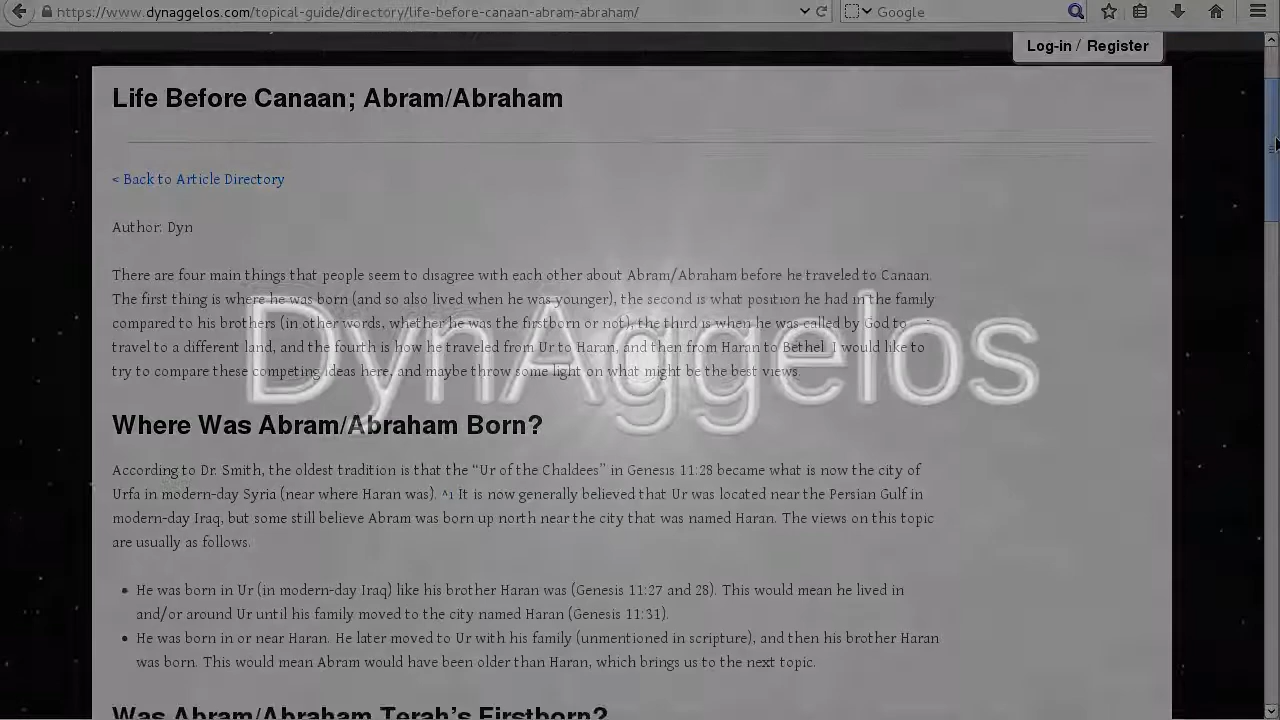 https://www.dynaggelos.com/topical-guide/directory/life-before-canaan-abram-abraham/
Google
Log-in / Register
Life Before Canaan; Abram/Abraham
< Back to Article Directory
Author: Dyn
There are four main things that people seem to disagree with each other about Abram/Abraham before he traveled to Canaan.
The first thing is where he was born (and so also lived when he was younger), the second is what position he had in the family
compared to his brothers (in other words, whether he was the firstborn or not), the third is when he was called by God to
travel to a different land, and the fourth is how he traveled from Ur to Haran, and then from Haran to Bethel. I would like to
try to compare these competing ideas here, and maybe throw some light on what might be the best views.
DynAggelos
Where Was Abram/Abraham Born?
According to Dr. Smith, the oldest tradition is that the “Ur of the Chaldees” in Genesis 11:28 became what is now the city of
Urfa in modern-day Syria (near where Haran was). ^1 It is now generally believed that Ur was located near the Persian Gulf in
modern-day Iraq, but some still believe Abram was born up north near the city that was named Haran. The views on this topic
are usually as follows.
• He was born in Ur (in modern-day Iraq) like his brother Haran was (Genesis 11:27 and 28). This would mean he lived in
and/or around Ur until his family moved to the city named Haran (Genesis 11:31).
• He was born in or near Haran. He later moved to Ur with his family (unmentioned in scripture), and then his brother Haran
was born. This would mean Abram would have been older than Haran, which brings us to the next topic.
Was Abram/Abraham Terah's Firstborn?